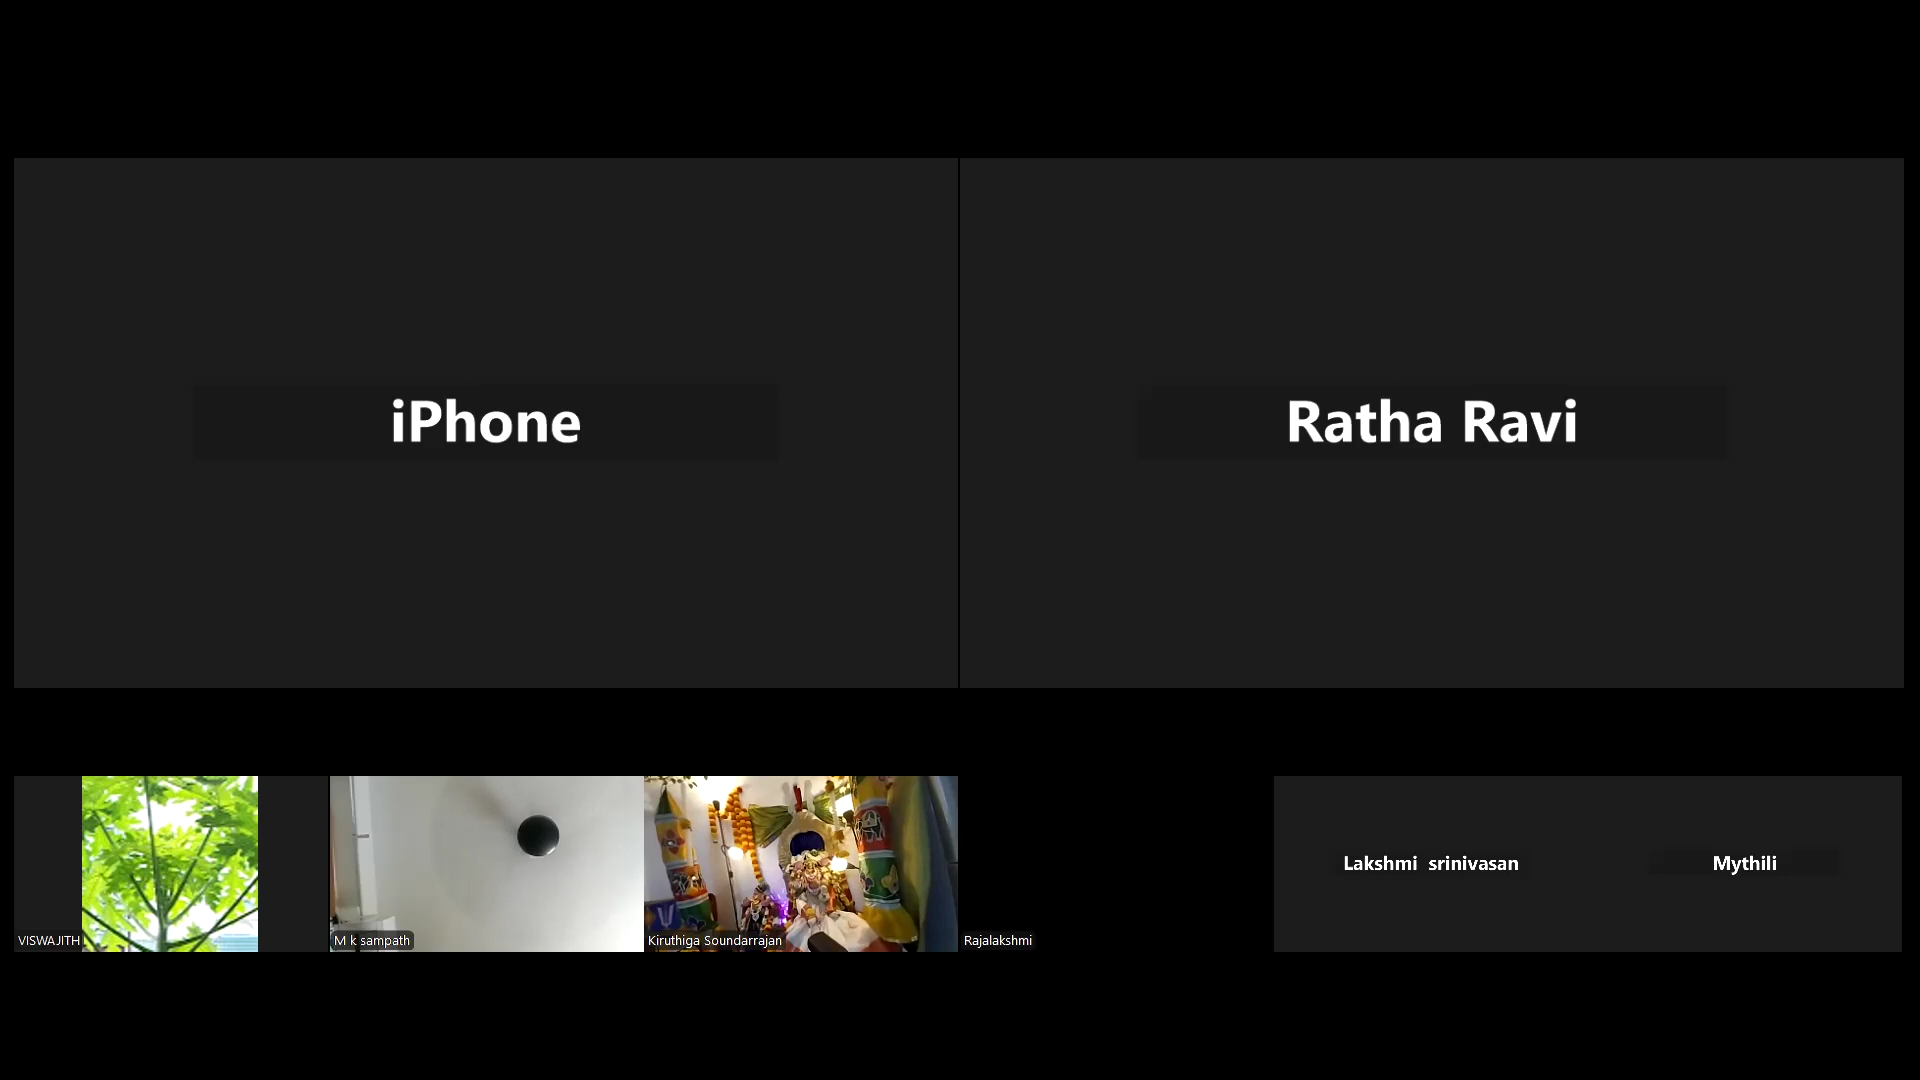 iPhone
Ratha Ravi
VISWAJITH
M k sampath
Kiruthiga Soundarrajan
Rajalakshmi
Lakshmi srinivasan
Mythili